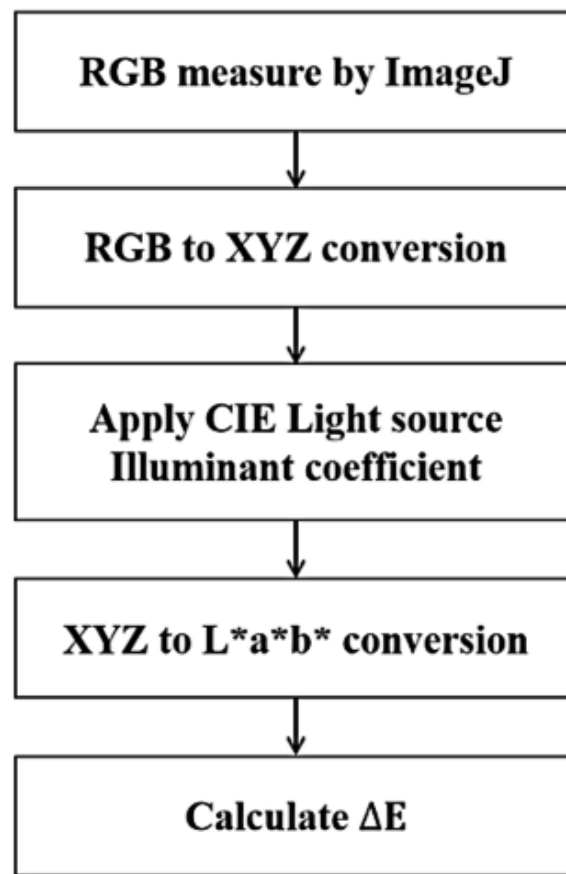 RGB measure by ImageJ
RGB to XYZ conversion
Apply CIE Light source
Illuminant coefficient
XYZ to L*a*b* conversion
Calculate ΔE